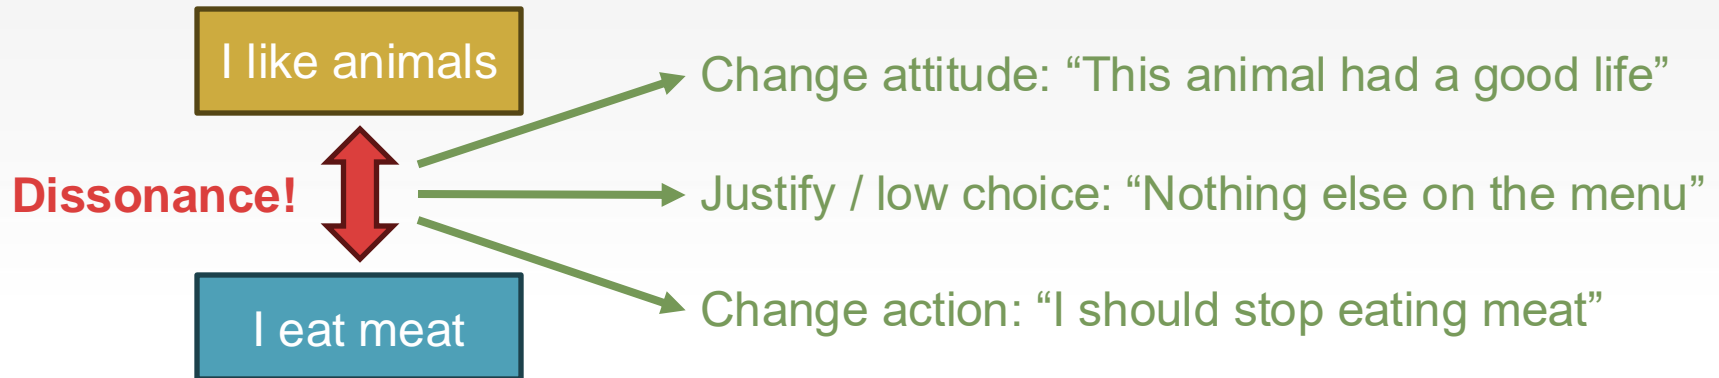 I like animals
Change attitude: “This animal had a good life”
Dissonance!
Justify / low choice: “Nothing else on the menu”
I eat meat
Change action: “I should stop eating meat”